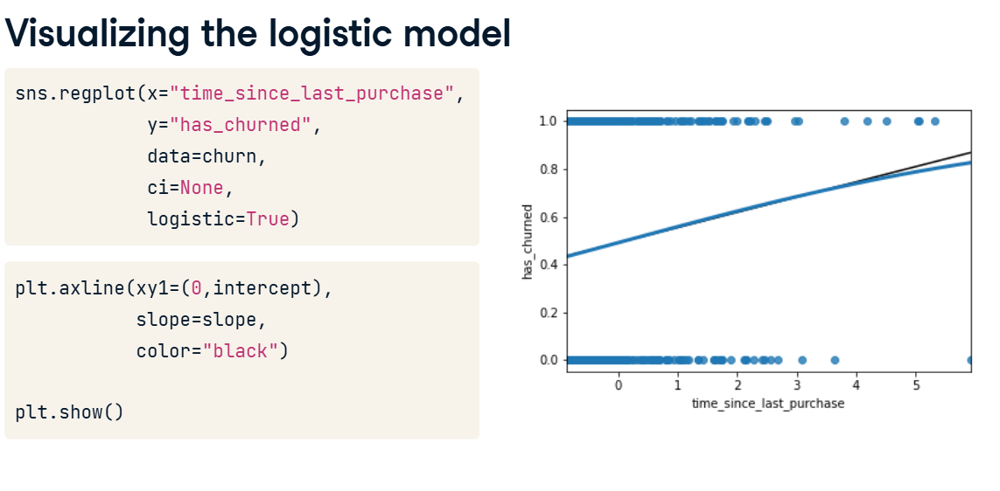 Visualizing the logistic model
sns.regplot(x="time_since_last_purchase",
y="has_churned",
data=churn,
ci=None,
logistic=True)
plt.axline(xy1=(0,intercept),
slope=slope,
color="black")
plt.show()
1.0
0.8
0.6
0.4
0.2
0.0
has_churned
0 1 2 3 4 5
time_since_last_purchase